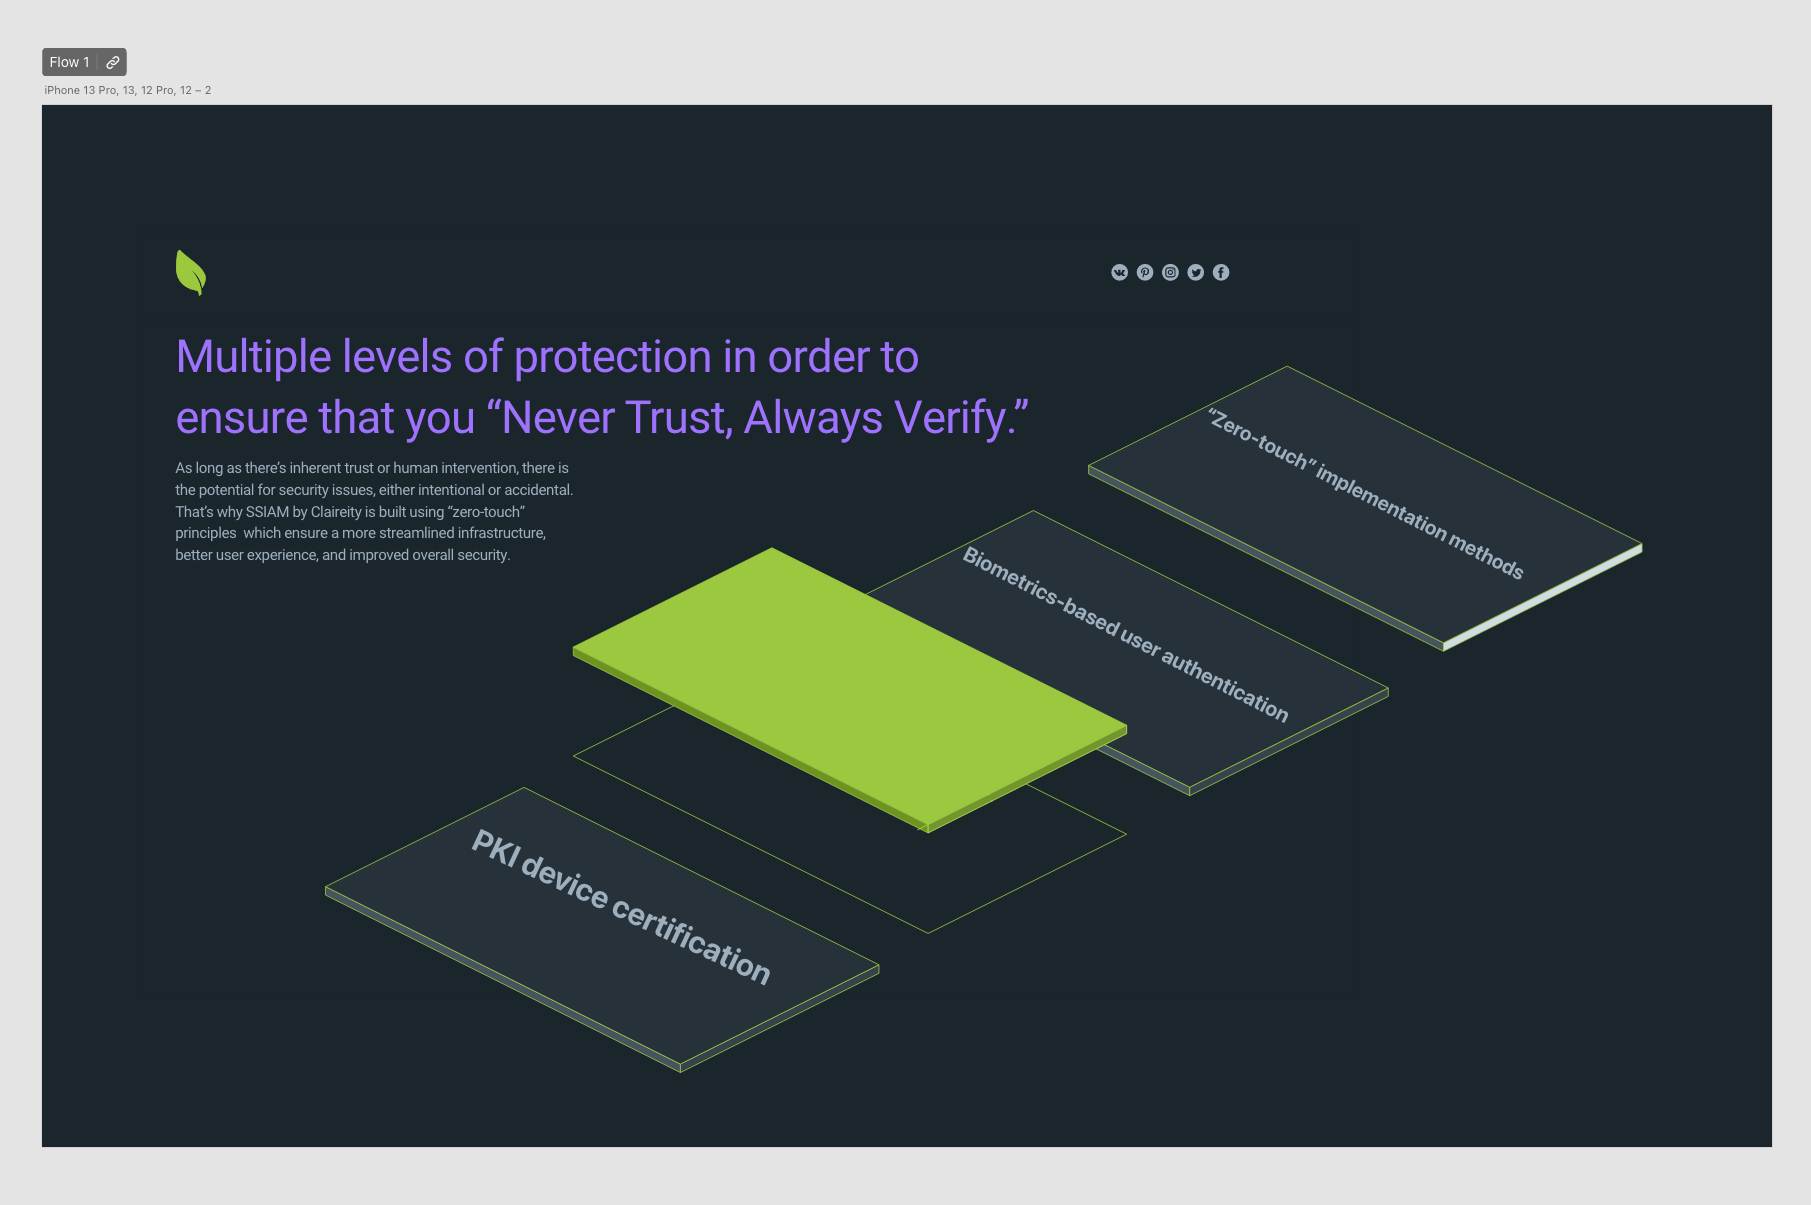 Flow 1
iPhone 13 Pro, 13, 12 Pro, 12 – 2
Multiple levels of protection in order to
ensure that you “Never Trust, Always Verify.”
As long as there’s inherent trust or human intervention, there is
the potential for security issues, either intentional or accidental.
That’s why SSIAM by Claireity is built using “zero-touch”
principles  which ensure a more streamlined infrastructure,
better user experience, and improved overall security.
“Zero-touch” implementation methods
Biometrics-based user authentication
PKI device certification